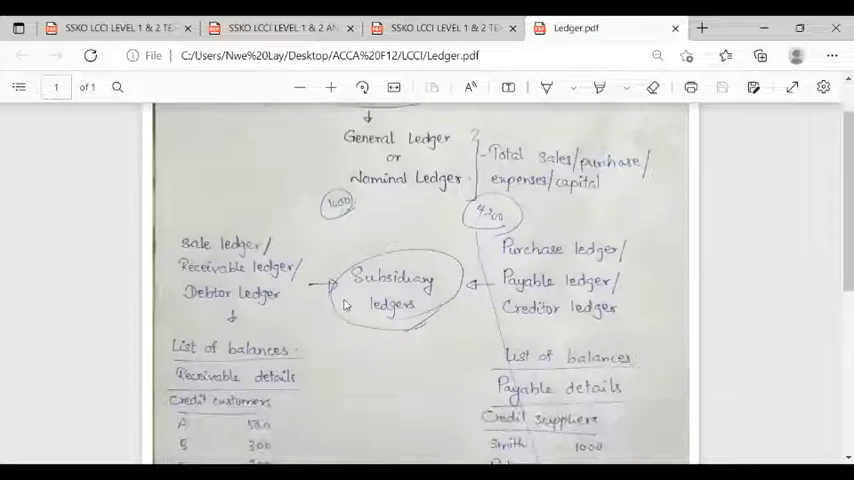 SSKO LCCI LEVEL 1 & 2 TE
SSKO LCCI LEVEL 1 & 2 AN
SSKO LCCI LEVEL 1 & 2 TE
Ledger.pdf
File
C:/Users/Nwe%20Lay/Desktop/ACCA%20F12/LCCI/Ledger.pdf
1 of 1
General Ledger
or
Nominal Ledger
- Total sales/purchase/
expenses/capital
1600
4200
Sale ledger/
Receivable ledger/
Debtor Ledger
Subsidiary
ledgers
Purchase ledger/
Payable ledger/
Creditor ledger
List of balances
Receivable details
Credit customers
A 500
B 300
List of balances
Payable details
Credit suppliers
Smith 1000